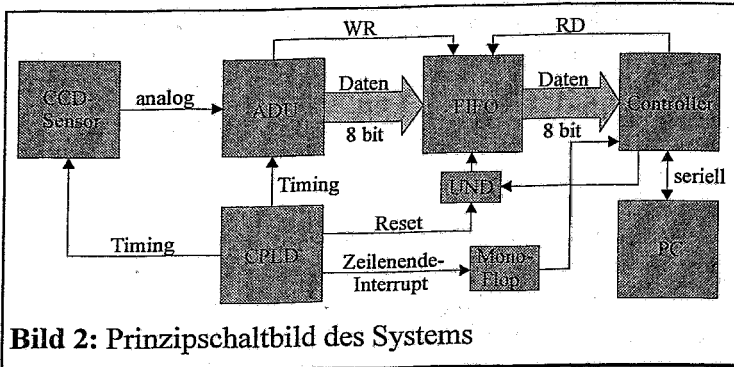 WR
RD
CCD-
Sensor
analog
ADU
Daten
8 bit
FIFO
Daten
8 bit
Controller
Timing
UND
seriell
Timing
CPLD
Reset
Zeilenende-
Interrupt
Mono-
Flop
PC
Bild 2: Prinzipschaltbild des Systems